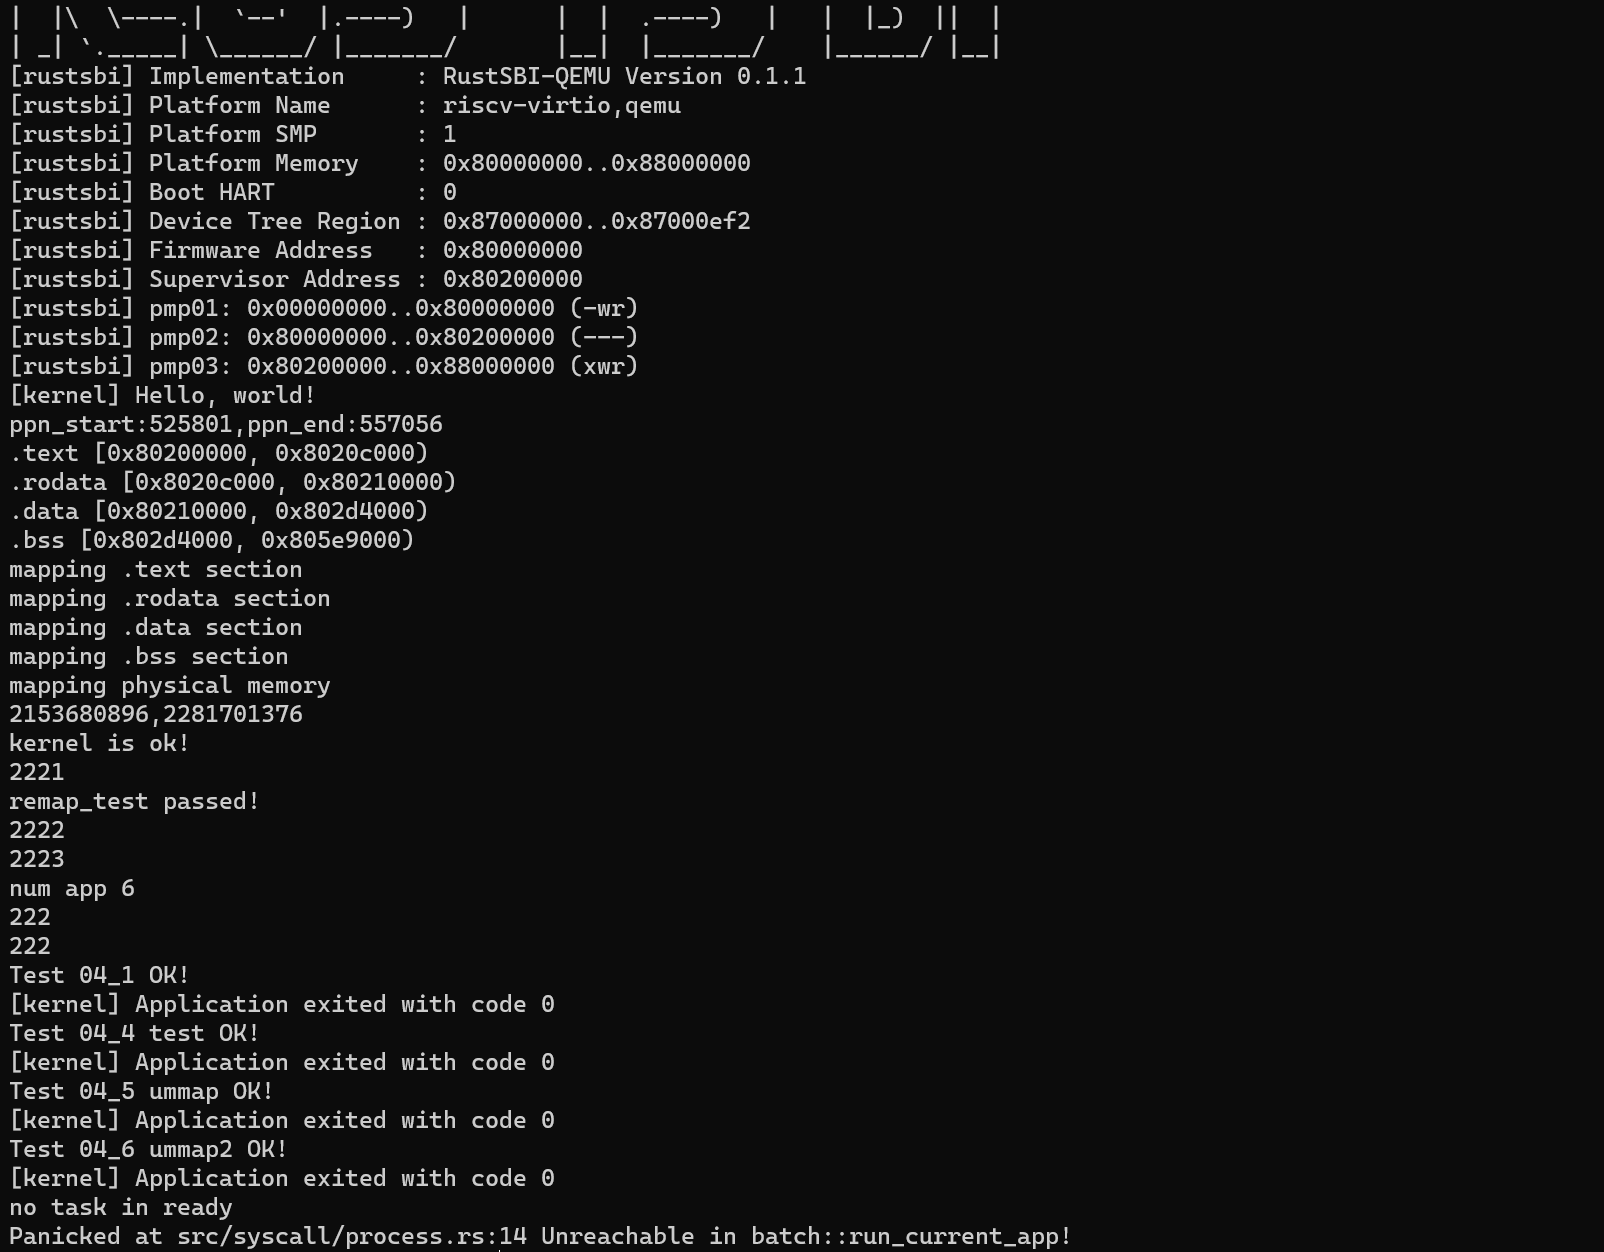 |  |\  \----.|  `--'  |.----)   |      |  |  .----)   |   |  |_)  ||  |
| _| `._____| \______/ |_______/       |__|  |_______/    |______/ |__|
[rustsbi] Implementation     : RustSBI-QEMU Version 0.1.1
[rustsbi] Platform Name      : riscv-virtio,qemu
[rustsbi] Platform SMP       : 1
[rustsbi] Platform Memory    : 0x80000000..0x88000000
[rustsbi] Boot HART          : 0
[rustsbi] Device Tree Region : 0x87000000..0x87000ef2
[rustsbi] Firmware Address   : 0x80000000
[rustsbi] Supervisor Address : 0x80200000
[rustsbi] pmp01: 0x00000000..0x80000000 (-wr)
[rustsbi] pmp02: 0x80000000..0x80200000 (---)
[rustsbi] pmp03: 0x80200000..0x88000000 (xwr)
[kernel] Hello, world!
ppn_start:525801,ppn_end:557056
.text [0x80200000, 0x8020c000)
.rodata [0x8020c000, 0x80210000)
.data [0x80210000, 0x802d4000)
.bss [0x802d4000, 0x805e9000)
mapping .text section
mapping .rodata section
mapping .data section
mapping .bss section
mapping physical memory
2153680896,2281701376
kernel is ok!
2221
remap_test passed!
2222
2223
num app 6
222
222
Test 04_1 OK!
[kernel] Application exited with code 0
Test 04_4 test OK!
[kernel] Application exited with code 0
Test 04_5 ummap OK!
[kernel] Application exited with code 0
Test 04_6 ummap2 OK!
[kernel] Application exited with code 0
no task in ready
Panicked at src/syscall/process.rs:14 Unreachable in batch::run_current_app!